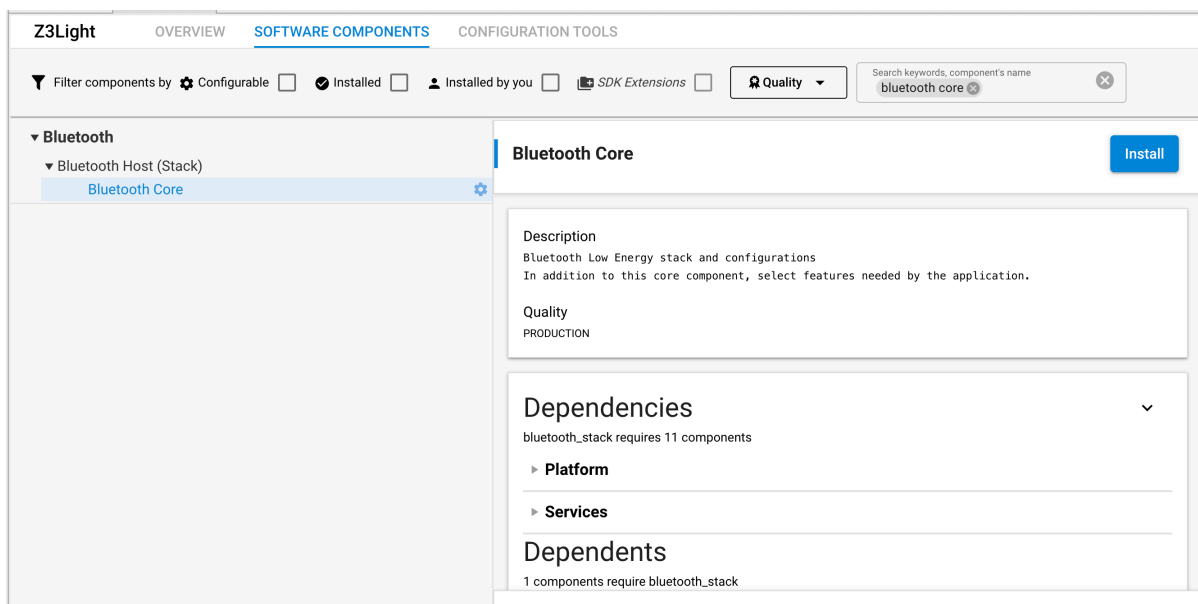 Z3Light OVERVIEW SOFTWARE COMPONENTS CONFIGURATION TOOLS
Filter components by Configurable Installed Installed by you SDK Extensions Quality
Search keywords, component's name
bluetooth core
Bluetooth
Bluetooth Host (Stack)
Bluetooth Core
Bluetooth Core
Install
Description
Bluetooth Low Energy stack and configurations
In addition to this core component, select features needed by the application.
Quality
PRODUCTION
Dependencies
bluetooth_stack requires 11 components
Platform
Services
Dependents
1 components require bluetooth_stack